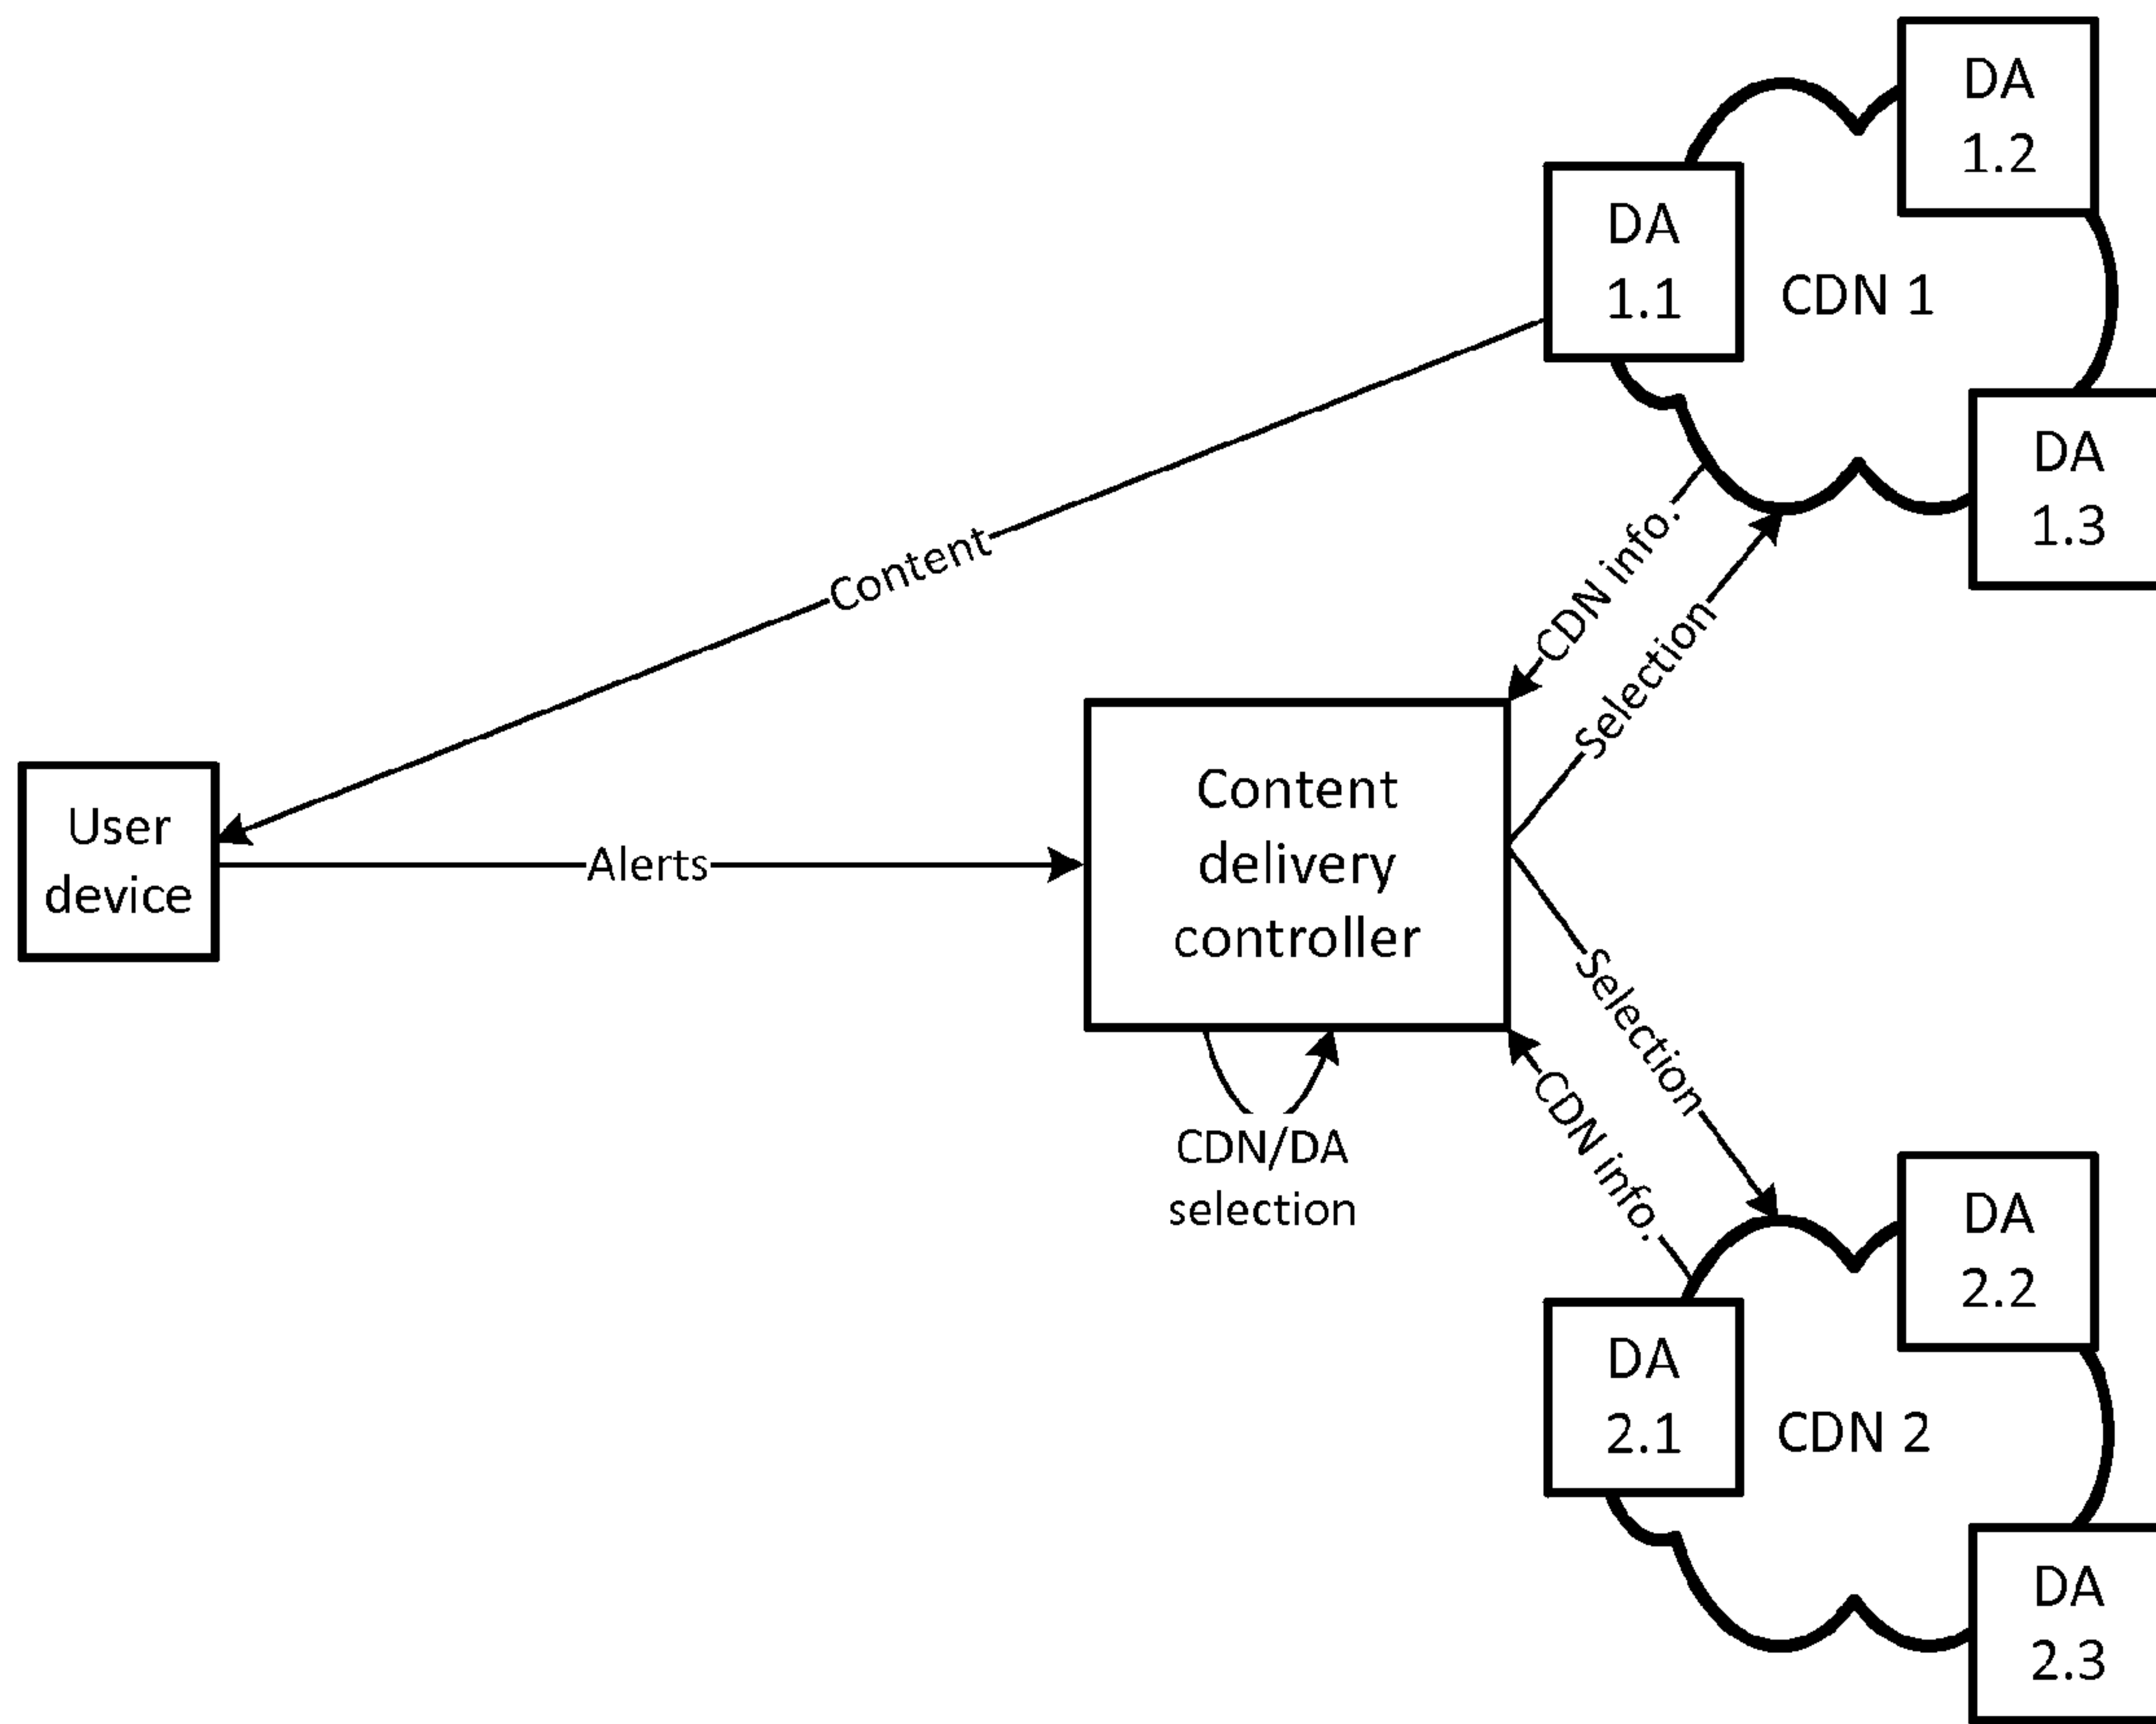 DA
1.2
DA
1.1
CDN 1
DA
1.3
Content
CDN info.
Selection
User
device
Alerts
Content
delivery
controller
Selection
CDN info.
CDN/DA
selection
DA
2.2
DA
2.1
CDN 2
DA
2.3